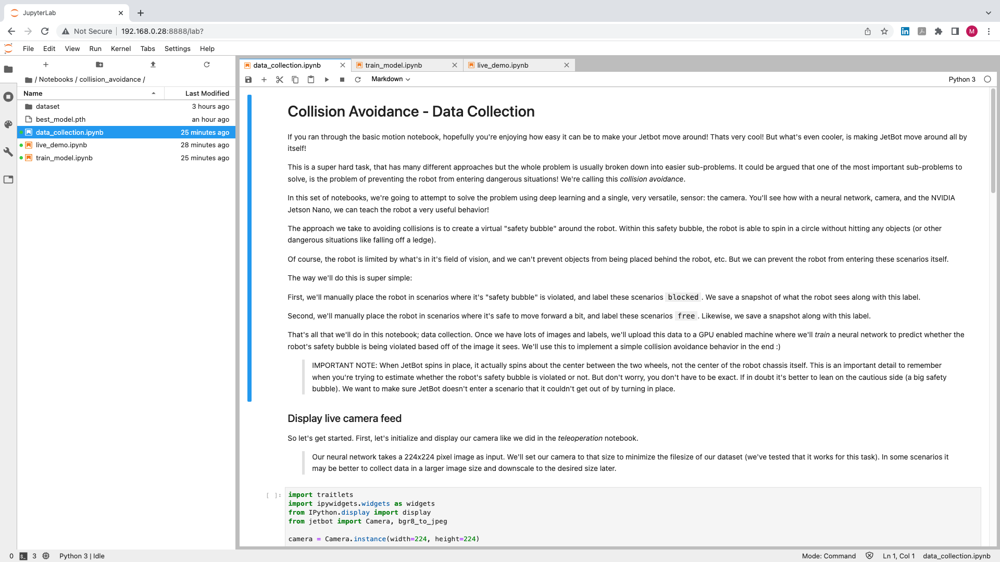 JupyterLab
Not Secure 192.168.0.28:8888/lab?
M
File Edit View Run Kernel Tabs Settings Help
/ Notebooks / collision_avoidance /
Name Last Modified
dataset 3 hours ago
best_model.pth an hour ago
data_collection.ipynb 25 minutes ago
live_demo.ipynb 28 minutes ago
train_model.ipynb 25 minutes ago
data_collection.ipynb train_model.ipynb live_demo.ipynb
Markdown Python 3
Collision Avoidance - Data Collection
If you ran through the basic motion notebook, hopefully you're enjoying how easy it can be to make your Jetbot move around! Thats very cool! But what's even cooler, is making JetBot move around all by
itself!
This is a super hard task, that has many different approaches but the whole problem is usually broken down into easier sub-problems. It could be argued that one of the most important sub-problems to
solve, is the problem of preventing the robot from entering dangerous situations! We're calling this collision avoidance.
In this set of notebooks, we're going to attempt to solve the problem using deep learning and a single, very versatile, sensor: the camera. You'll see how with a neural network, camera, and the NVIDIA
Jetson Nano, we can teach the robot a very useful behavior!
The approach we take to avoiding collisions is to create a virtual "safety bubble" around the robot. Within this safety bubble, the robot is able to spin in a circle without hitting any objects (or other
dangerous situations like falling off a ledge).
Of course, the robot is limited by what's in it's field of vision, and we can't prevent objects from being placed behind the robot, etc. But we can prevent the robot from entering these scenarios itself.
The way we'll do this is super simple:
First, we'll manually place the robot in scenarios where it's "safety bubble" is violated, and label these scenarios blocked. We save a snapshot of what the robot sees along with this label.
Second, we'll manually place the robot in scenarios where it's safe to move forward a bit, and label these scenarios free. Likewise, we save a snapshot along with this label.
That's all that we'll do in this notebook; data collection. Once we have lots of images and labels, we'll upload this data to a GPU enabled machine where we'll train a neural network to predict whether the
robot's safety bubble is being violated based off of the image it sees. We'll use this to implement a simple collision avoidance behavior in the end :)
IMPORTANT NOTE: When JetBot spins in place, it actually spins about the center between the two wheels, not the center of the robot chassis itself. This is an important detail to remember
when you're trying to estimate whether the robot's safety bubble is violated or not. But don't worry, you don't have to be exact. If in doubt it's better to lean on the cautious side (a big safety
bubble). We want to make sure JetBot doesn't enter a scenario that it couldn't get out of by turning in place.
Display live camera feed
So let's get started. First, let's initialize and display our camera like we did in the teleoperation notebook.
Our neural network takes a 224x224 pixel image as input. We'll set our camera to that size to minimize the filesize of our dataset (we've tested that it works for this task). In some scenarios it
may be better to collect data in a larger image size and downscale to the desired size later.
[ ]: import traitlets
import ipywidgets.widgets as widgets
from IPython.display import display
from jetbot import Camera, bgr8_to_jpeg
camera = Camera.instance(width=224, height=224)
0 3 Python 3 | Idle Mode: Command Ln 1, Col 1 data_collection.ipynb